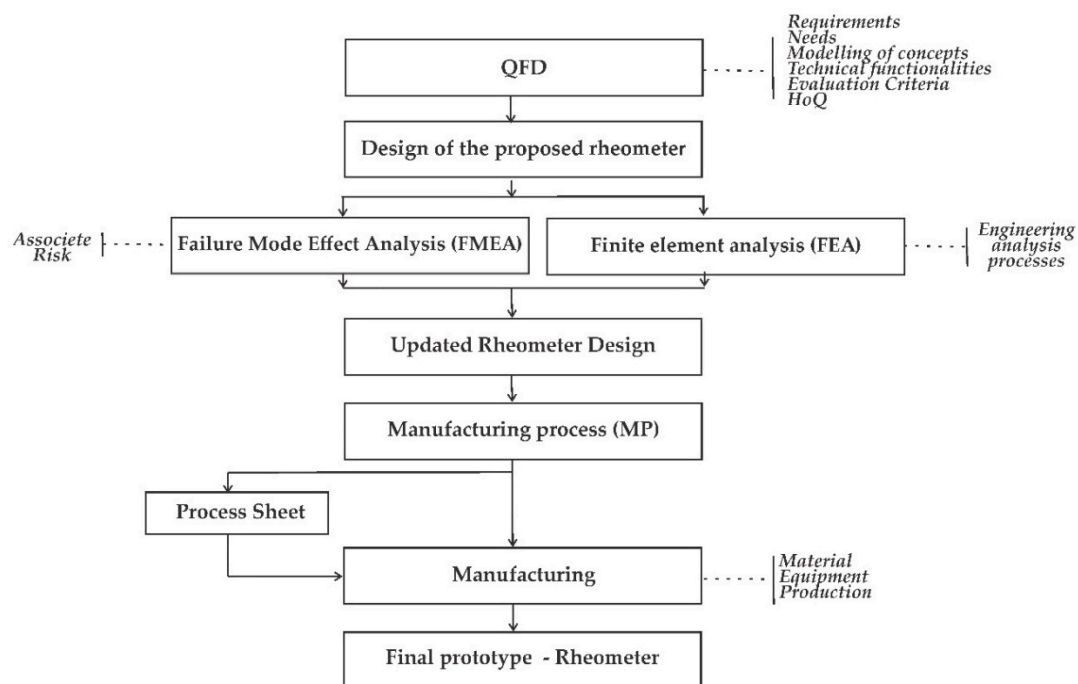 Requirements
Needs
Modelling of concepts
Technical functionalities
Evaluation Criteria
HoQ
QFD
Design of the proposed rheometer
Associete
Risk
Failure Mode Effect Analysis (FMEA)
Finite element analysis (FEA)
Engineering
analysis
processes
Updated Rheometer Design
Manufacturing process (MP)
Process Sheet
Manufacturing
Material
Equipment
Production
Final prototype - Rheometer